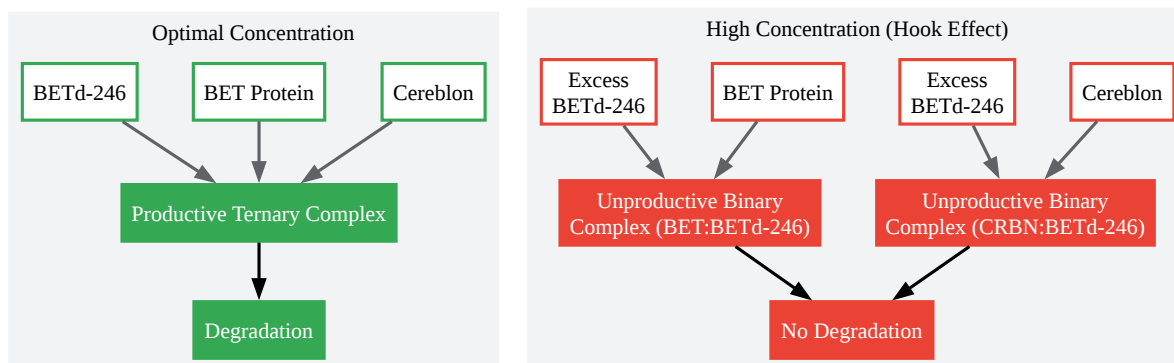 Optimal Concentration
BETd-246
BET Protein
Cereblon
Productive Ternary Complex
Degradation
High Concentration (Hook Effect)
Excess
BETd-246
BET Protein
Excess
BETd-246
Cereblon
Unproductive Binary
Complex (BET:BETd-246)
Unproductive Binary
Complex (CRBN:BETd-246)
No Degradation